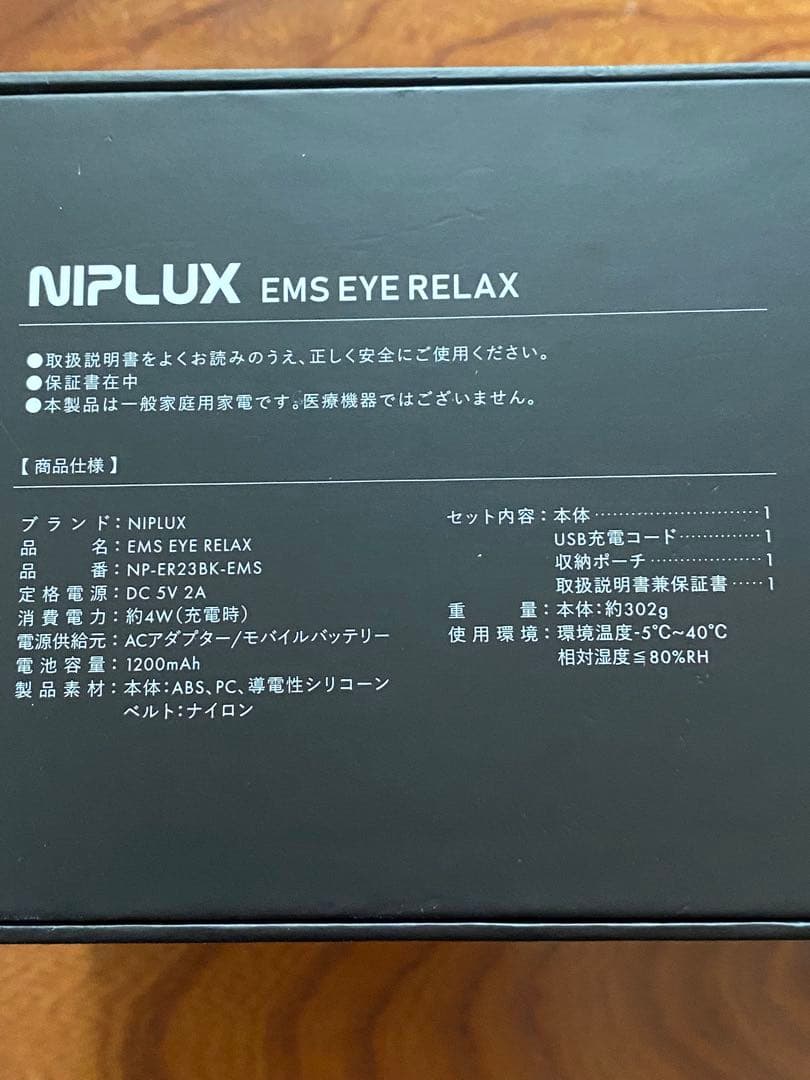 NIPLUX EMS EYE RELAX
●取扱説明書をよくお読みのうえ、正しく安全にご使用ください。
●保証書在中
●本製品は一般家庭用家電です。医療機器ではございません。
【商品仕様】
ブランド：NIPLUX
品名：EMS EYE RELAX
品番：NP-ER23BK-EMS
定格電源：DC 5V 2A
消費電力：約4W（充電時）
電源供給元：ACアダプター/モバイルバッテリー
電池容量：1200mAh
製品素材：本体：ABS、PC、導電性シリコーン
ベルト：ナイロン
セット内容：本体…………………………1
USB充電コード……………1
収納ポーチ…………………1
取扱説明書兼保証書……1
重量：本体：約302g
使用環境：環境温度-5℃~40℃
相対湿度≦80%RH